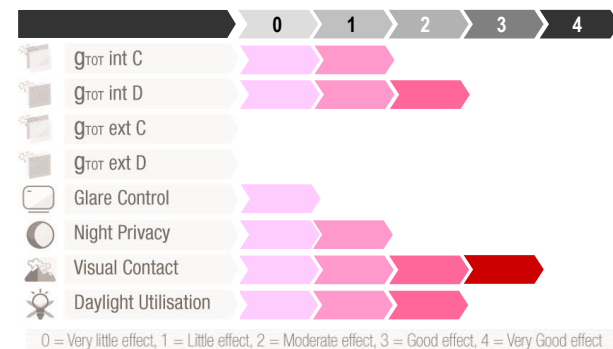 0 1 2 3 4
gTOT int C
gTOT int D
gTOT ext C
gTOT ext D
Glare Control
Night Privacy
Visual Contact
Daylight Utilisation
0 = Very little effect, 1 = Little effect, 2 = Moderate effect, 3 = Good effect, 4 = Very Good effect